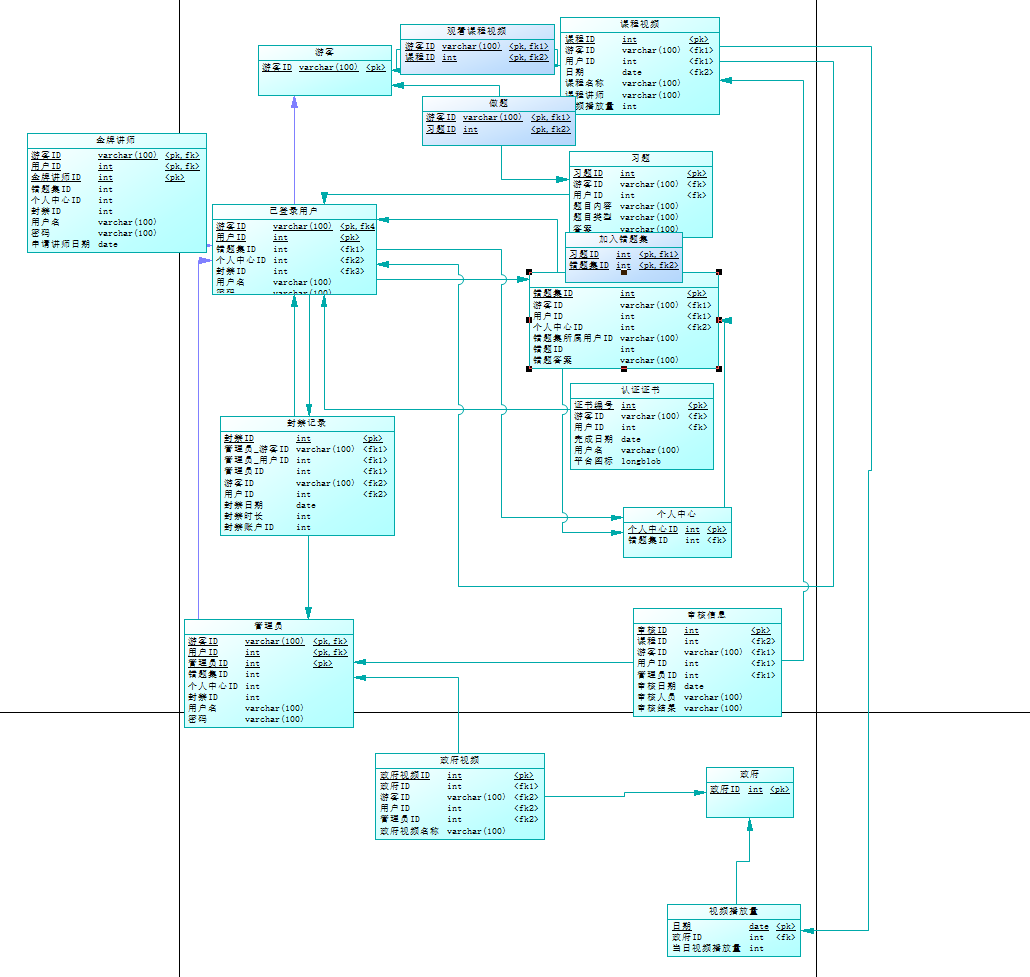 观看课程视频
游客ID varchar(100) <pk,fk1>
课程ID int <pk,fk2>
课程视频
课程ID int <pk>
游客ID varchar(100) <fk1>
用户ID int <fk1>
日期 date <fk2>
课程名称 varchar(100)
课程讲师 varchar(100)
频播放量 int
游客
游客ID varchar(100) <pk>
做题
游客ID varchar(100) <pk,fk1>
习题ID int <pk,fk2>
金牌讲师
游客ID varchar(100) <pk,fk>
用户ID int <pk,fk>
金牌讲师ID int <pk>
错题集ID int
个人中心ID int
封禁ID int
用户名 varchar(100)
密码 varchar(100)
申请讲师日期 date
习题
习题ID int <pk>
游客ID varchar(100) <fk>
用户ID int <fk>
题目内容 varchar(100)
题目类型 varchar(100)
答案 varchar(100)
已登录用户
游客ID varchar(100) <pk,fk4
用户ID int <pk>
错题集ID int <fk1>
个人中心ID int <fk2>
封禁ID int <fk3>
用户名 varchar(100)
密码 varchar(100)
加入错题集
习题ID int <pk,fk1>
错题集ID int <pk,fk2>
错题集ID int <pk>
游客ID varchar(100) <fk1>
用户ID int <fk1>
个人中心ID int <fk2>
错题集所属用户ID varchar(100)
错题ID int
错题答案 varchar(100)
认证证书
证书编号 int <pk>
游客ID varchar(100) <fk>
用户ID int <fk>
完成日期 date
用户名 varchar(100)
平台图标 longblob
封禁记录
封禁ID int <pk>
管理员_游客ID varchar(100) <fk1>
管理员_用户ID int <fk1>
管理员ID int <fk1>
游客ID varchar(100) <fk2>
用户ID int <fk2>
封禁日期 date
封禁时长 int
封禁账户ID int
个人中心
个人中心ID int <pk>
错题集ID int <fk>
管理员
游客ID varchar(100) <pk,fk>
用户ID int <pk,fk>
管理员ID int <pk>
错题集ID int
个人中心ID int
封禁ID int
用户名 varchar(100)
密码 varchar(100)
审核信息
审核ID int <pk>
课程ID int <fk2>
游客ID varchar(100) <fk1>
用户ID int <fk1>
管理员ID int <fk1>
审核日期 date
审核人员 varchar(100)
审核结果 varchar(100)
政府视频
政府视频ID int <pk>
政府ID int <fk1>
游客ID varchar(100) <fk2>
用户ID int <fk2>
管理员ID int <fk2>
政府视频名称 varchar(100)
政府
政府ID int <pk>
视频播放量
日期 date <pk>
政府ID int <fk>
当日视频播放量 int